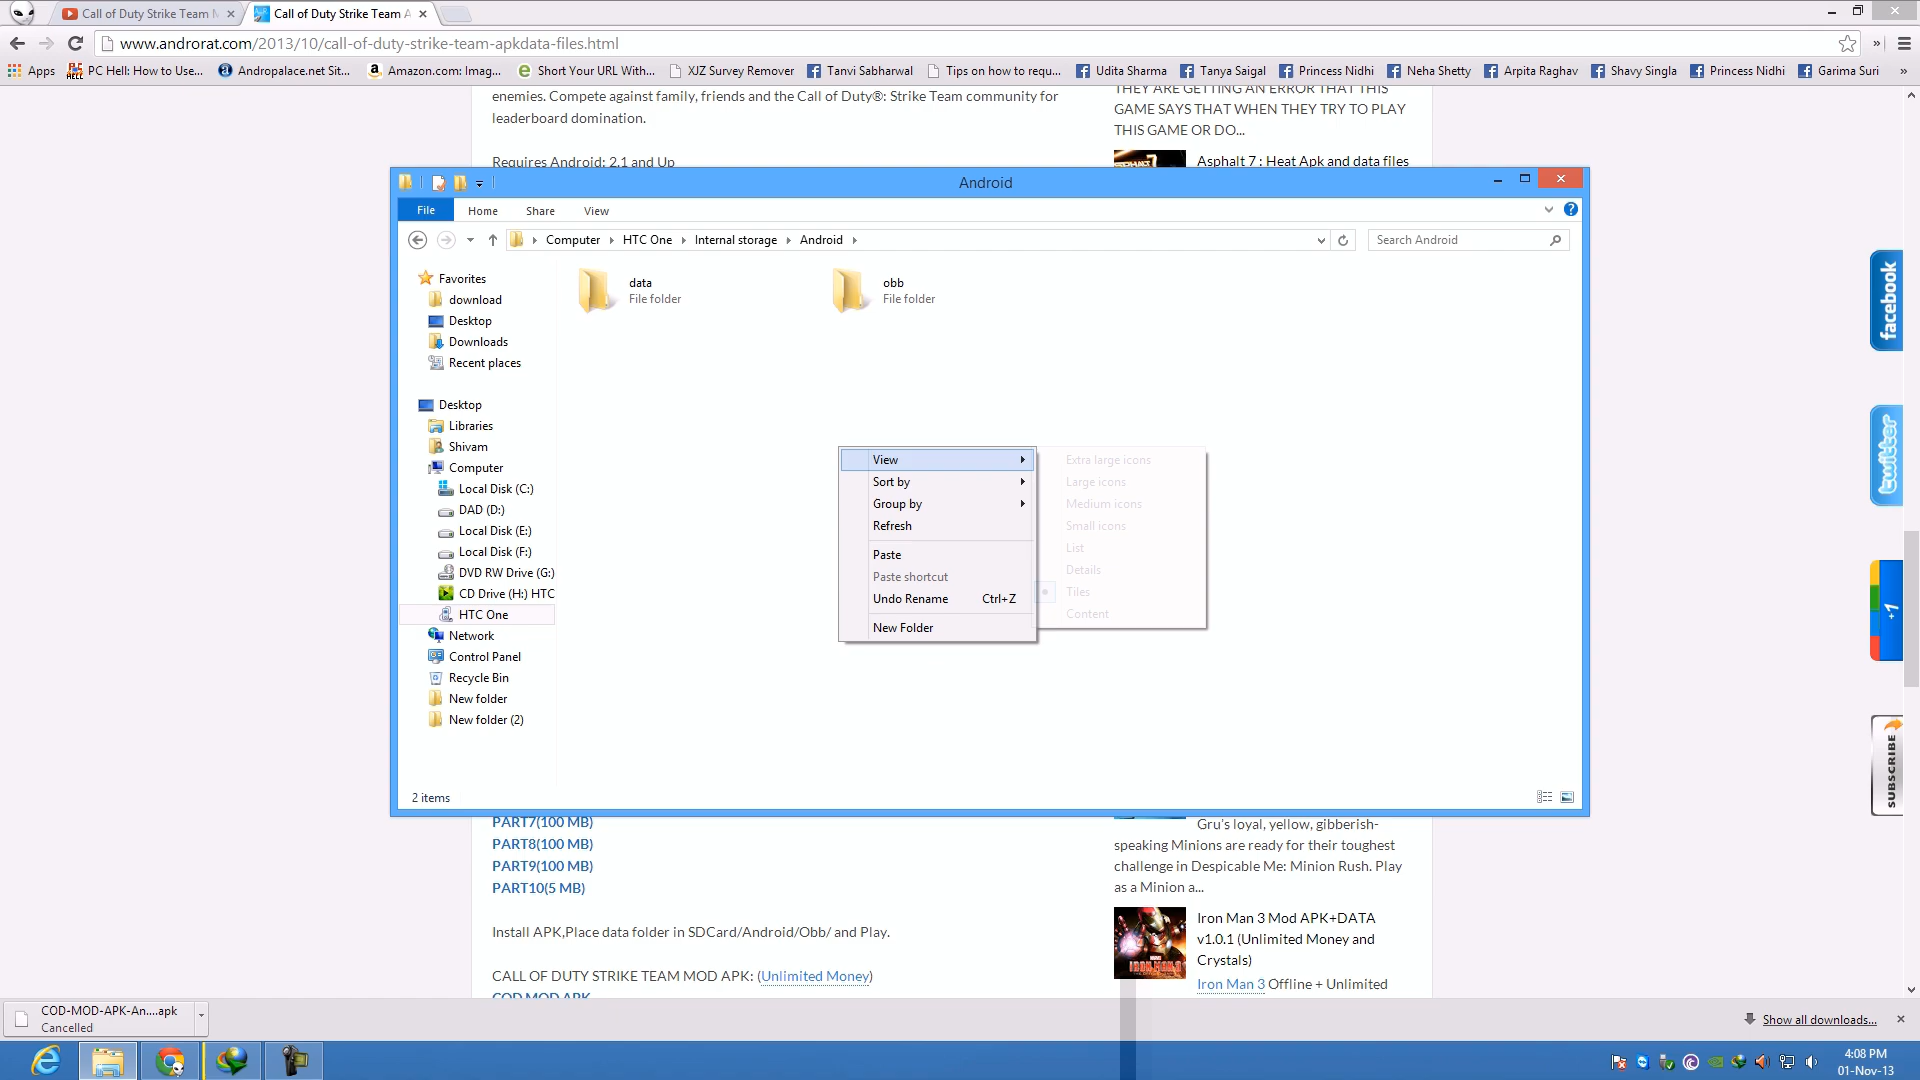 Call of Duty Strike Team M
Call of Duty Strike Team A
www.androrat.com/2013/10/call-of-duty-strike-team-apkdata-files.html
Apps
PC Hell: How to Use...
Andropalace.net Sit...
Amazon.com: Imag...
Short Your URL With...
XJZ Survey Remover
Tanvi Sabharwal
Tips on how to requ...
Udita Sharma
Tanya Saigal
Princess Nidhi
Neha Shetty
Arpita Raghav
Shavy Singla
Princess Nidhi
Garima Suri
enemies. Compete against family, friends and the Call of Duty®: Strike Team community for
leaderboard domination.
Requires Android: 2.1 and Up
THEY ARE GETTING AN ERROR THAT THIS
GAME SAYS THAT WHEN THEY TRY TO PLAY
THIS GAME OR DO...
Asphalt 7 : Heat Apk and data files
Android
File
Home
Share
View
Computer
HTC One
Internal storage
Android
Search Android
Favorites
download
Desktop
Downloads
Recent places
Desktop
Libraries
Shivam
Computer
Local Disk (C:)
DAD (D:)
Local Disk (E:)
Local Disk (F:)
DVD RW Drive (G:)
CD Drive (H:) HTC
HTC One
Network
Control Panel
Recycle Bin
New folder
New folder (2)
data
File folder
obb
File folder
View
Sort by
Group by
Refresh
Paste
Paste shortcut
Undo Rename Ctrl+Z
New Folder
Extra large icons
Large icons
Medium icons
Small icons
List
Details
Tiles
Content
2 items
facebook
twitter
+1
SUBSCRIBE
PART7(100 MB)
PART8(100 MB)
PART9(100 MB)
PART10(5 MB)
Install APK,Place data folder in SDCard/Android/Obb/ and Play.
CALL OF DUTY STRIKE TEAM MOD APK: (Unlimited Money)
COD MOD APK
Gru's loyal, yellow, gibberish-
speaking Minions are ready for their toughest
challenge in Despicable Me: Minion Rush. Play
as a Minion a...
IRON MAN 3
Iron Man 3 Mod APK+DATA
v1.0.1 (Unlimited Money and
Crystals)
Iron Man 3 Offline + Unlimited
COD-MOD-APK-An....apk
Cancelled
Show all downloads...
4:08 PM
01-Nov-13